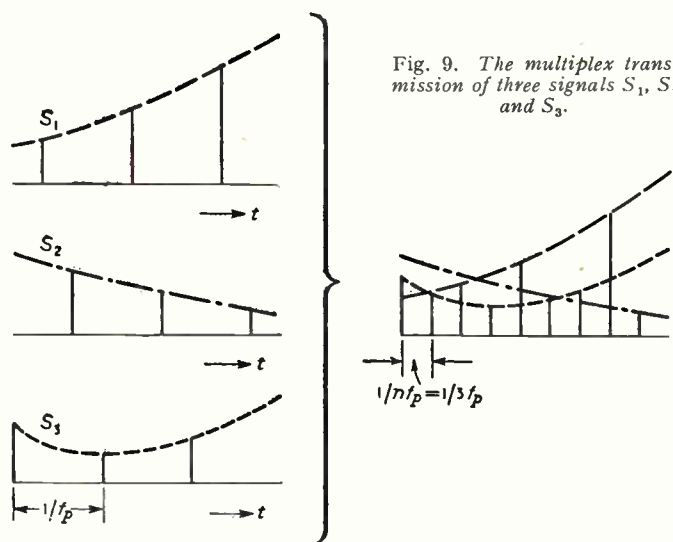 Fig. 9. The multiplex trans
mission of three signals S₁, S
and S₃.
S₁
t
S₂
t
S₃
1/fₚ
t
1/nfₚ=1/3fₚ